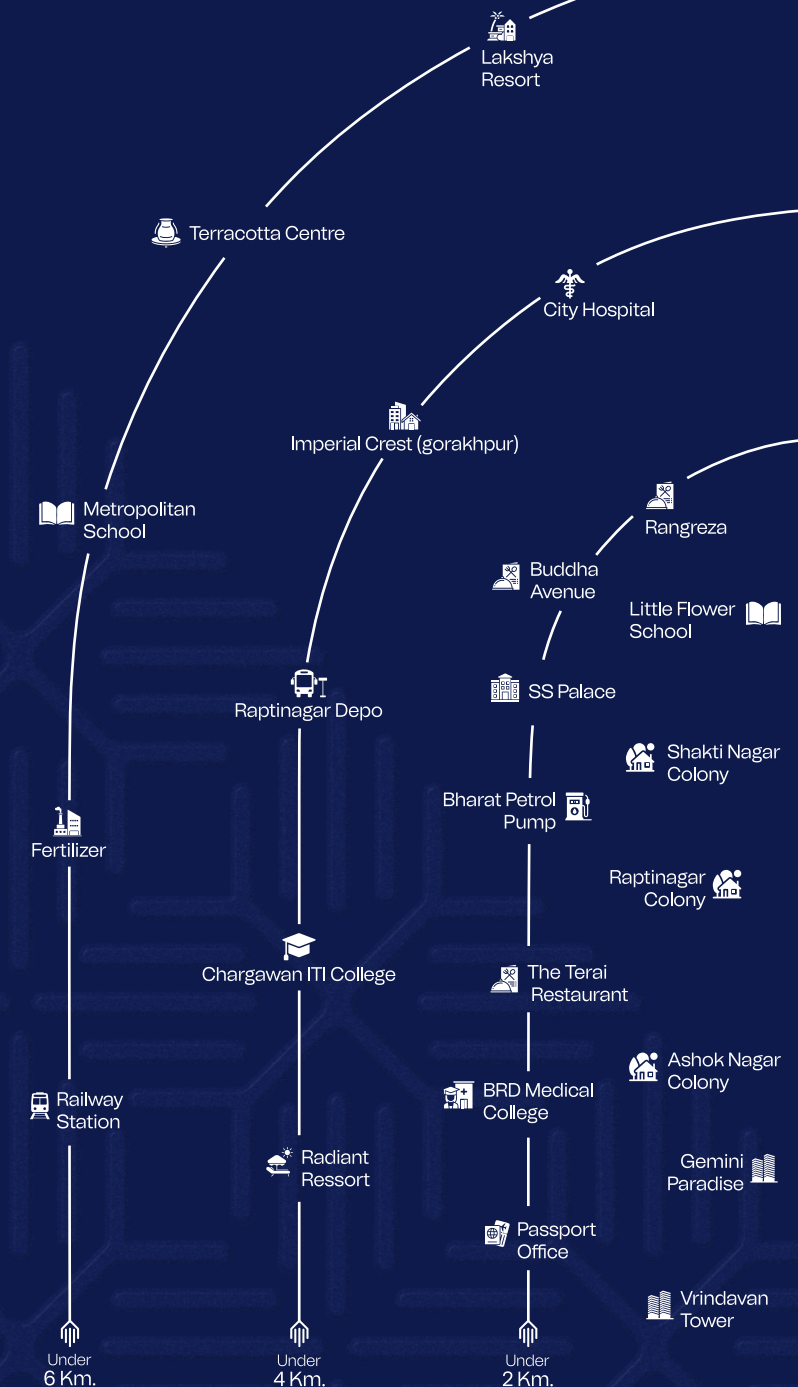 Lakshya
Resort
Terracotta Centre
City Hospital
Imperial Crest (gorakhpur)
Metropolitan
School
Rangreza
Buddha
Avenue
Little Flower
School
SS Palace
Raptinagar Depo
Shakti Nagar
Colony
Bharat Petrol
Pump
Fertilizer
Raptinagar
Colony
Chargawan ITI College
The Terai
Restaurant
Ashok Nagar
Colony
BRD Medical
College
Railway
Station
Radiant
Ressort
Gemini
Paradise
Passport
Office
Vrindavan
Tower
Under
6 Km.
Under
4 Km.
Under
2 Km.